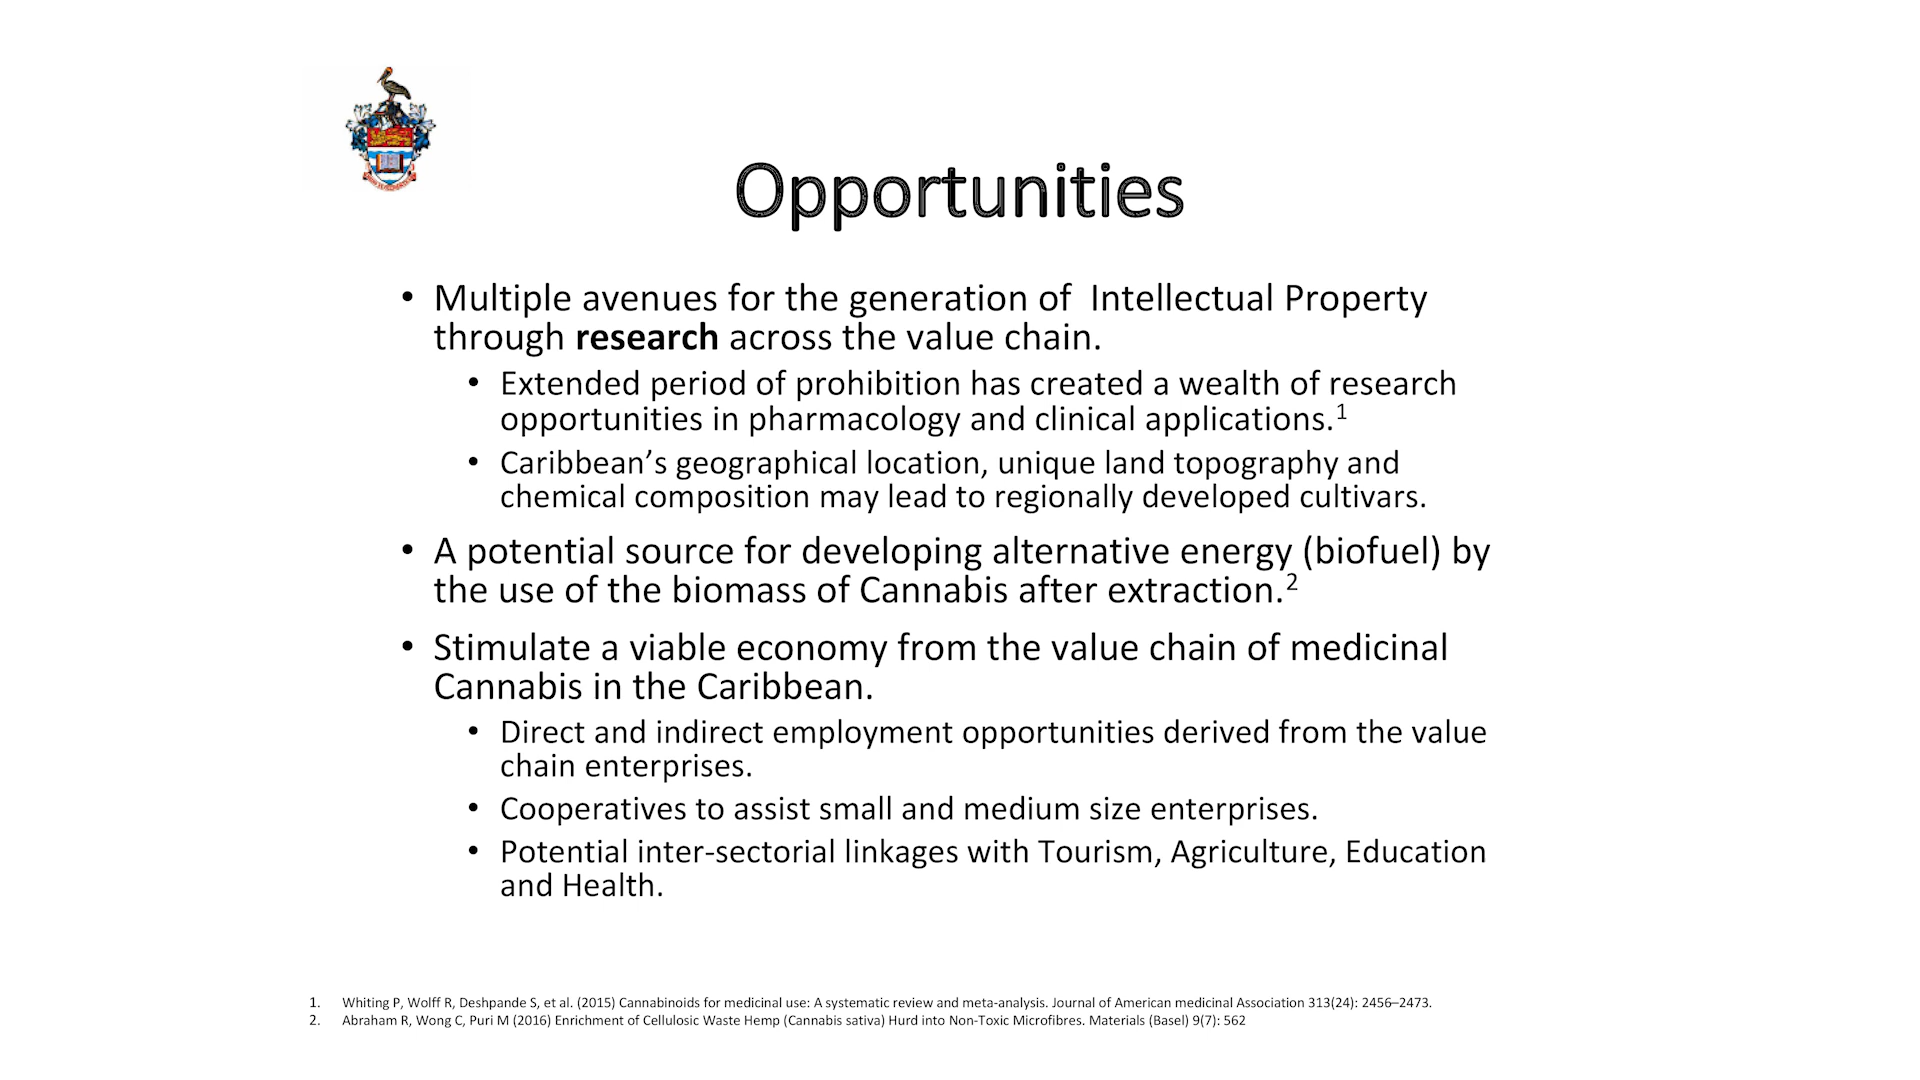 Opportunities
• Multiple avenues for the generation of  Intellectual Property
through research across the value chain.
• Extended period of prohibition has created a wealth of research
opportunities in pharmacology and clinical applications.1
• Caribbean’s geographical location, unique land topography and
chemical composition may lead to regionally developed cultivars.
• A potential source for developing alternative energy (biofuel) by
the use of the biomass of Cannabis after extraction.2
• Stimulate a viable economy from the value chain of medicinal
Cannabis in the Caribbean.
• Direct and indirect employment opportunities derived from the value
chain enterprises.
• Cooperatives to assist small and medium size enterprises.
• Potential inter-sectorial linkages with Tourism, Agriculture, Education
and Health.
1. Whiting P, Wolff R, Deshpande S, et al. (2015) Cannabinoids for medicinal use: A systematic review and meta-analysis. Journal of American medicinal Association 313(24): 2456–2473.
2. Abraham R, Wong C, Puri M (2016) Enrichment of Cellulosic Waste Hemp (Cannabis sativa) Hurd into Non-Toxic Microfibres. Materials (Basel) 9(7): 562